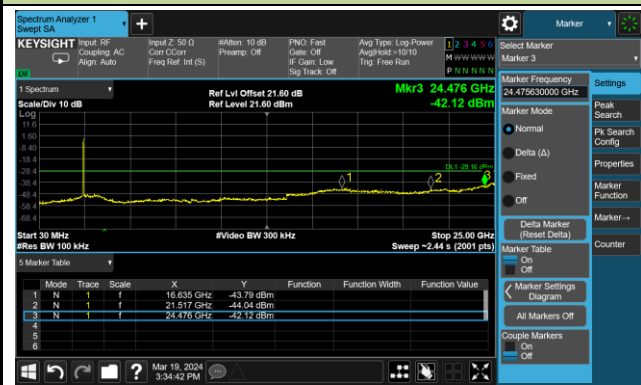 Spectrum Analyzer 1
Swept SA
Marker
KEYSIGHT
Input: RF
Coupling: AC
Align: Auto
Input Z: 50 Ω
Corr CCorr
Freq Ref: Int (S)
#Atten: 10 dB
Preamp: Off
PNO: Fast
Gate: Off
IF Gain: Low
Sig Track: Off
Avg Type: Log-Power
Avg|Hold:>10/10
Trig: Free Run
1 2 3 4 5 6
M W W W W W
P N N N N N
LXI
Select Marker
Marker 3
1 Spectrum
Scale/Div 10 dB
Log
Ref Lvl Offset 21.60 dB
Ref Level 21.60 dBm
Mkr3 24.476 GHz
-42.12 dBm
11.6
1.60
-8.40
-18.4
-28.4
-38.4
-48.4
-58.4
-68.4
DL1 -29.16 dBm
1
2
3
Start 30 MHz
#Res BW 100 kHz
#Video BW 300 kHz
Stop 25.00 GHz
Sweep ~2.44 s (2001 pts)
5 Marker Table
Mode Trace Scale X Y Function Function Width Function Value
1 N 1 f 16.635 GHz -43.79 dBm
2 N 1 f 21.517 GHz -44.04 dBm
3 N 1 f 24.476 GHz -42.12 dBm
4
5
6
Marker Frequency
24.475630000 GHz
Marker Mode
Normal
Delta (Δ)
Fixed
Off
Delta Marker
(Reset Delta)
Marker Table
On
Off
Marker Settings
Diagram
All Markers Off
Couple Markers
On
Off
Settings
Peak
Search
Pk Search
Config
Properties
Marker
Function
Marker→
Counter
?
Mar 19, 2024
3:34:42 PM